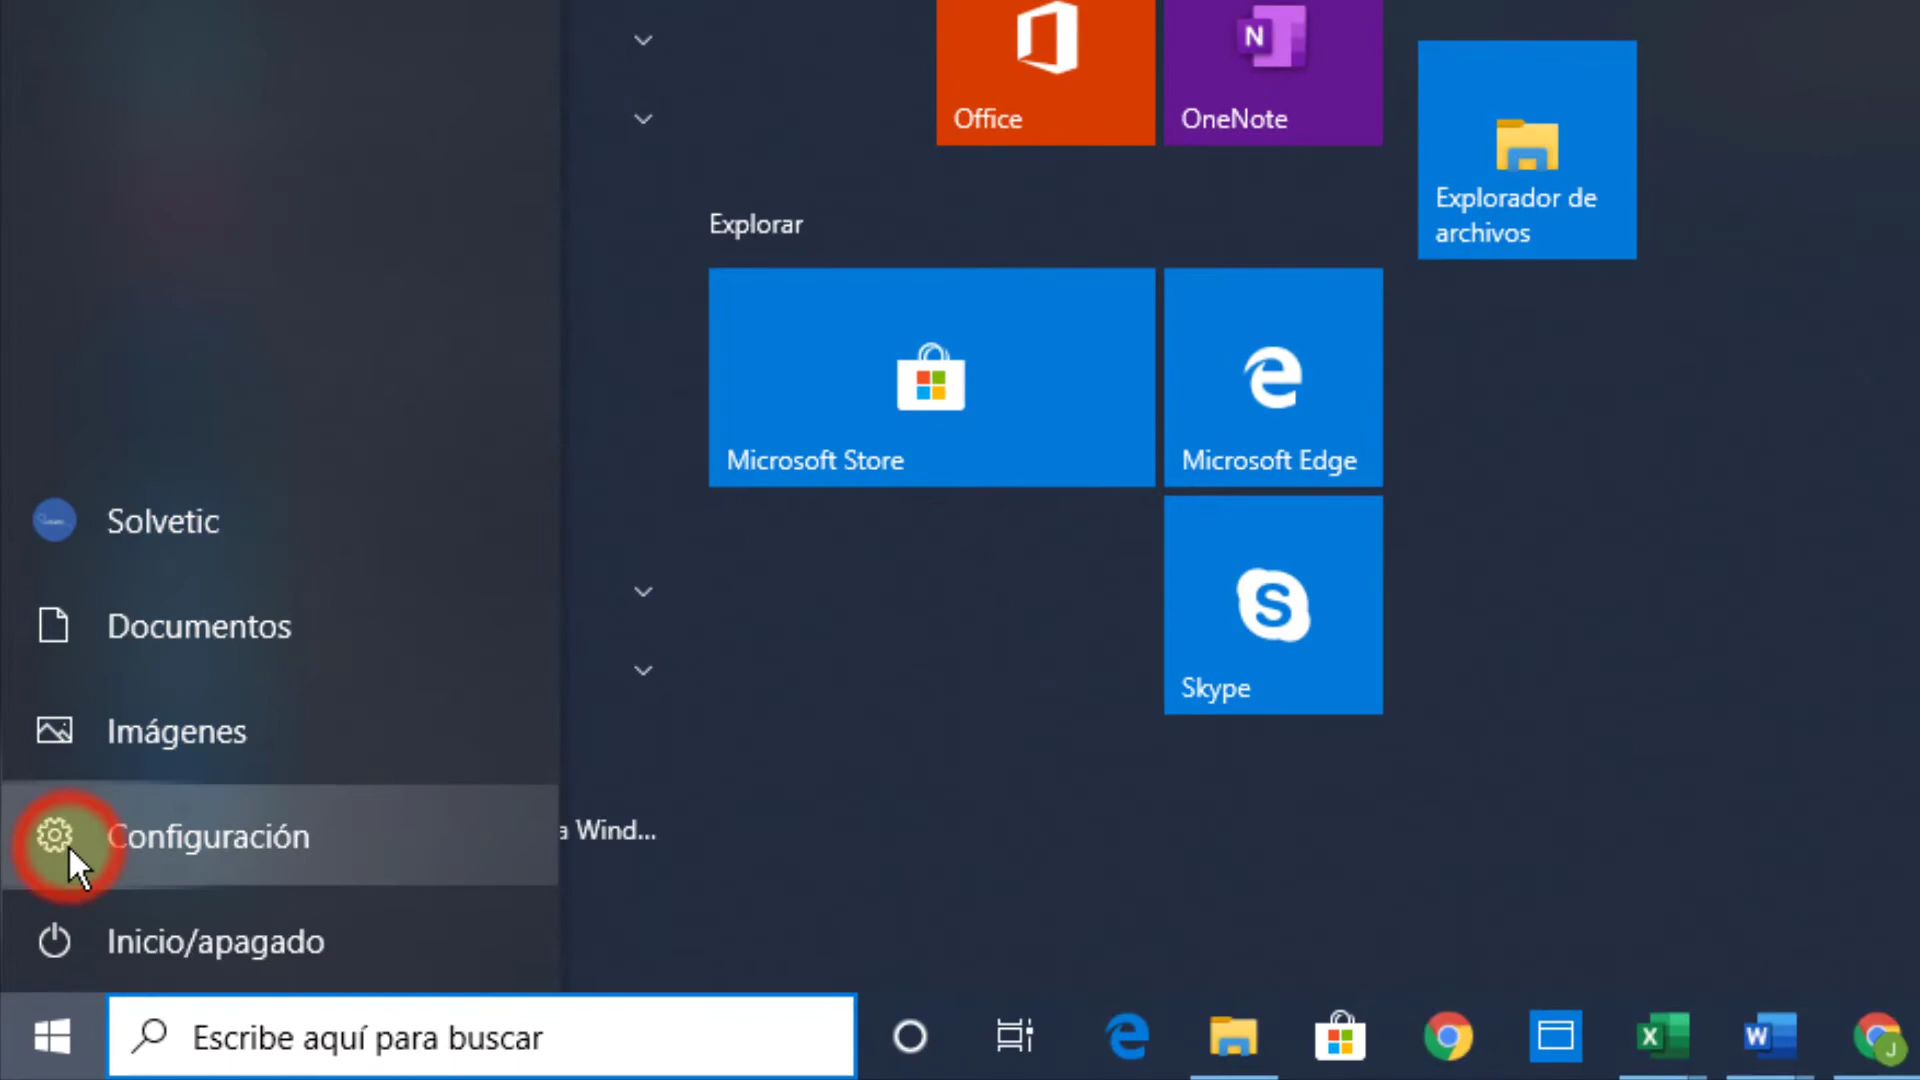 Office
OneNote
Explorador de
archivos
Explorar
Microsoft Store
Microsoft Edge
Skype
Solvetic
Documentos
Imágenes
Configuración
a Wind...
Inicio/apagado
Escribe aquí para buscar